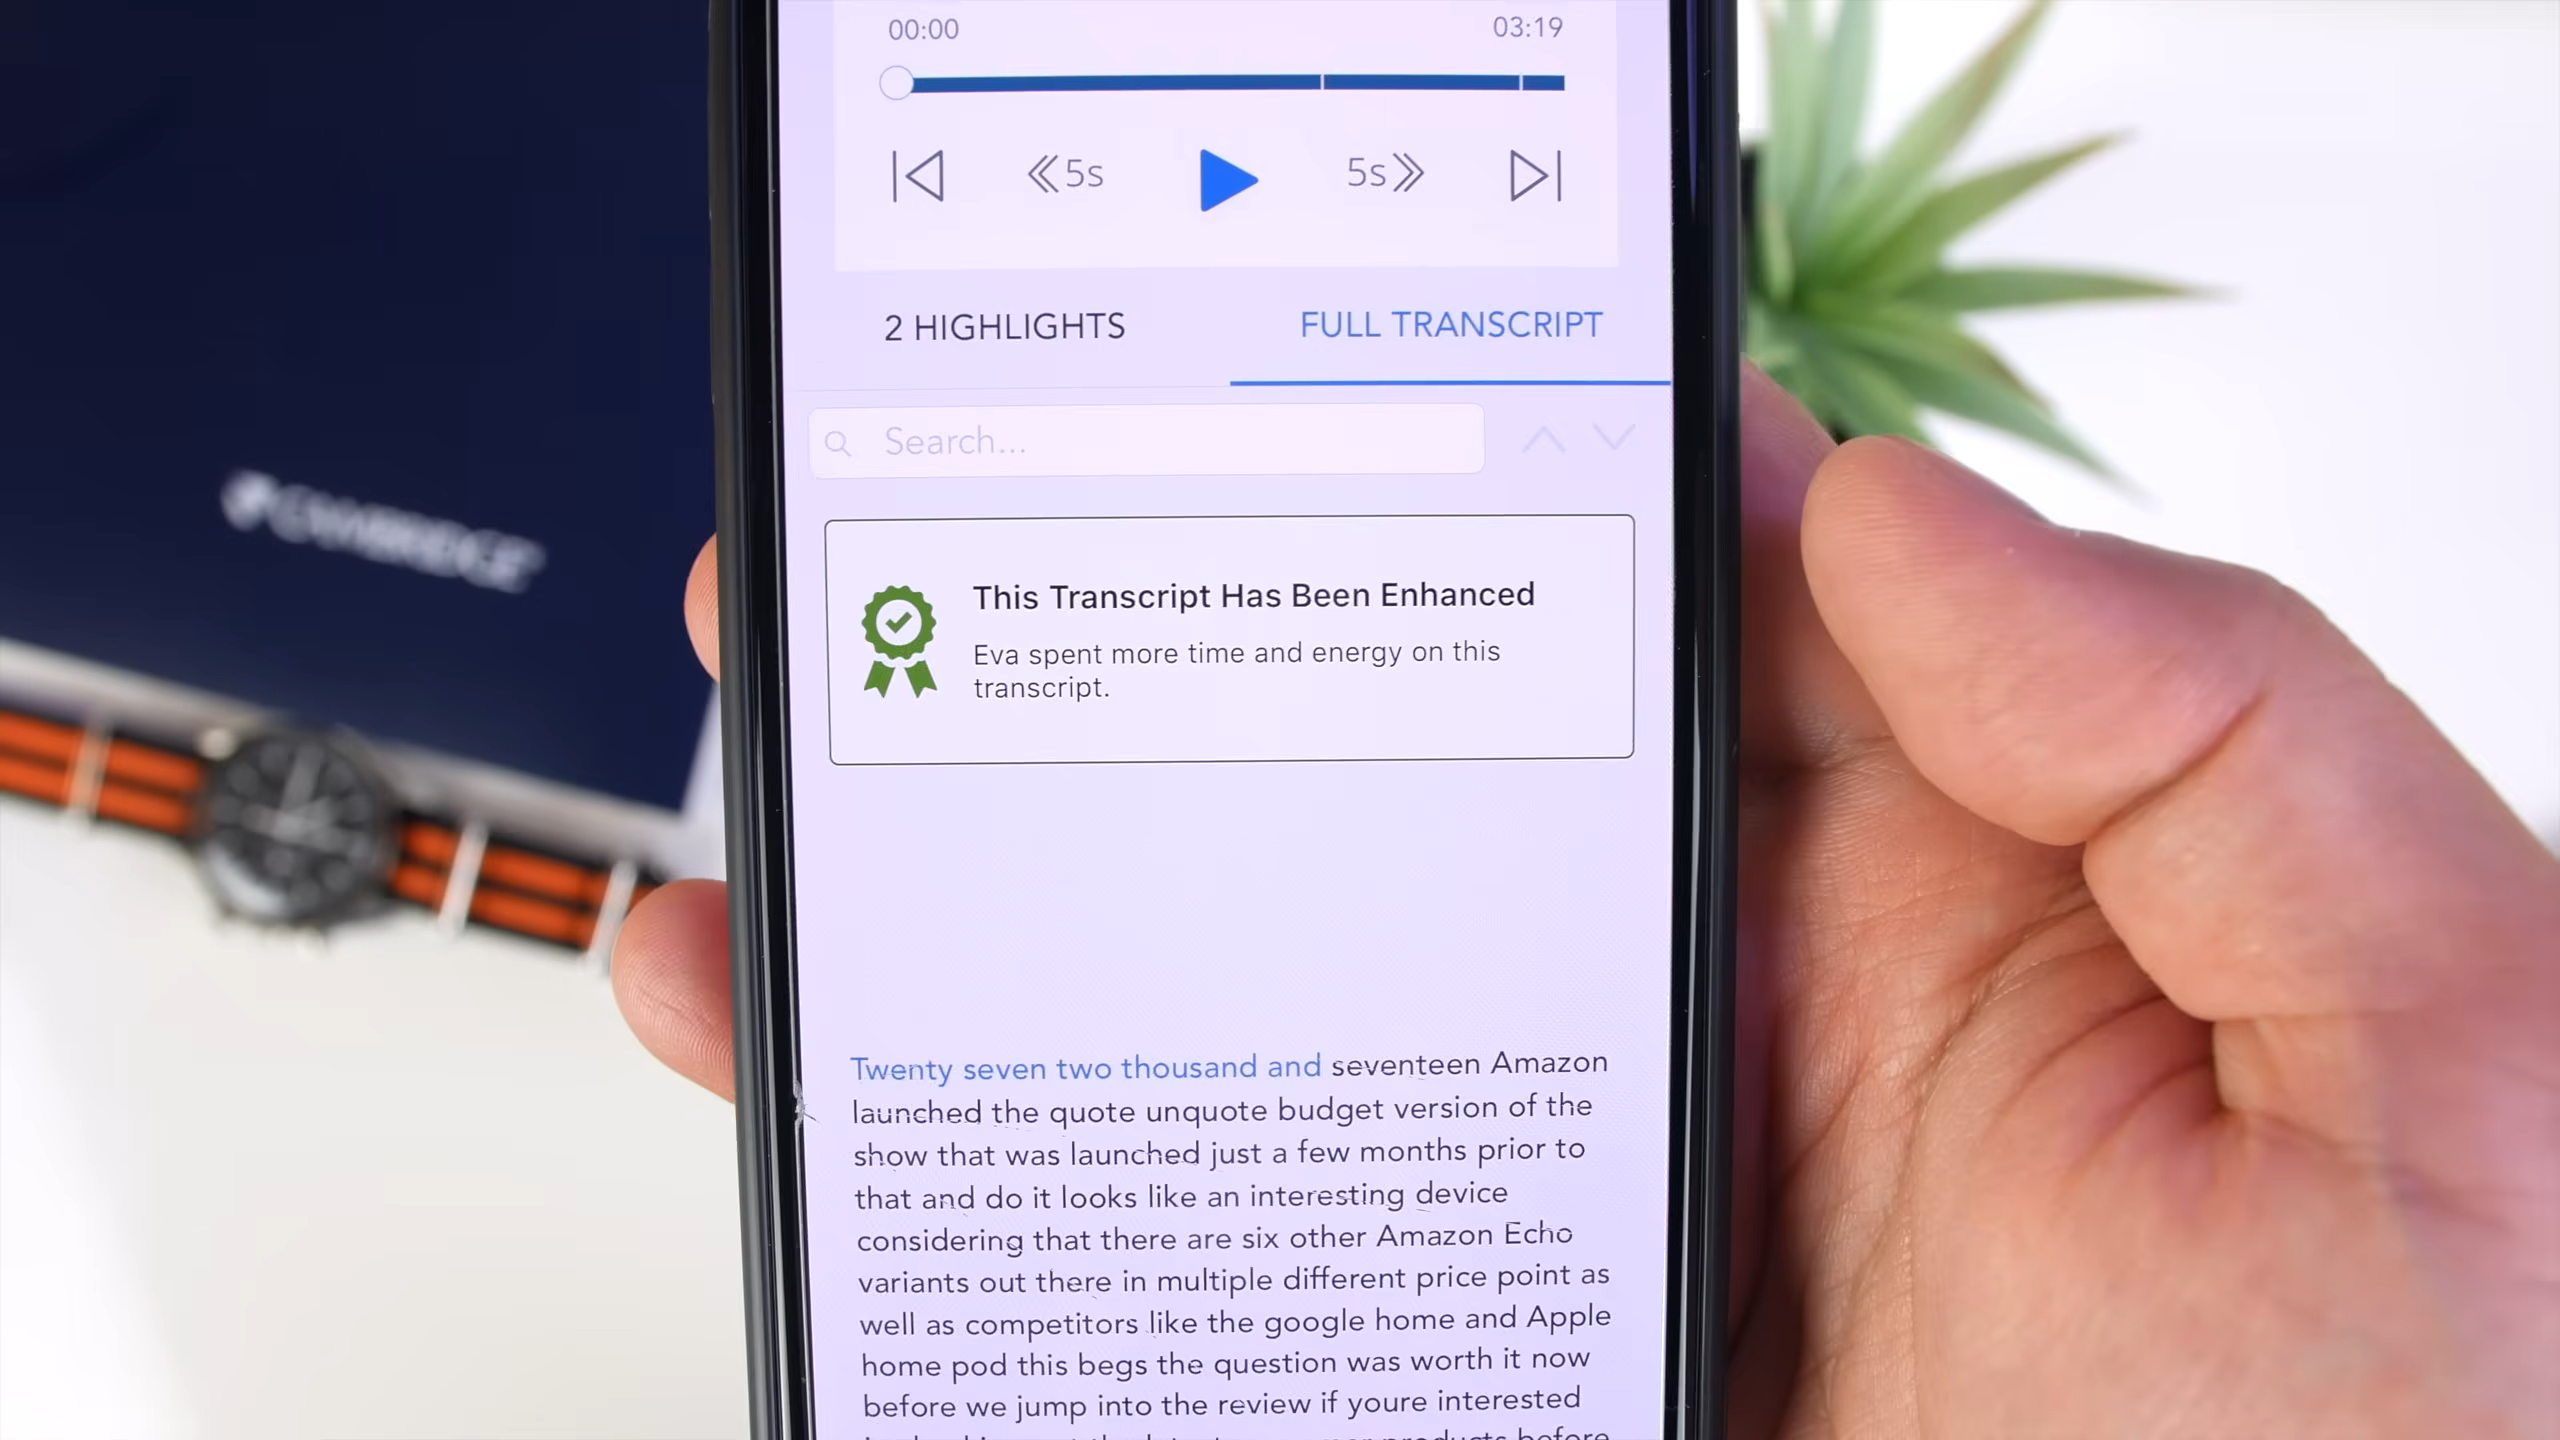 00:00 03:19
5s 5s
2 HIGHLIGHTS FULL TRANSCRIPT
Search...
This Transcript Has Been Enhanced
Eva spent more time and energy on this
transcript.
Twenty seven two thousand and seventeen Amazon
launched the quote unquote budget version of the
show that was launched just a few months prior to
that and do it looks like an interesting device
considering that there are six other Amazon Echo
variants out there in multiple different price point as
well as competitors like the google home and Apple
home pod this begs the question was worth it now
before we jump into the review if youre interested
products before